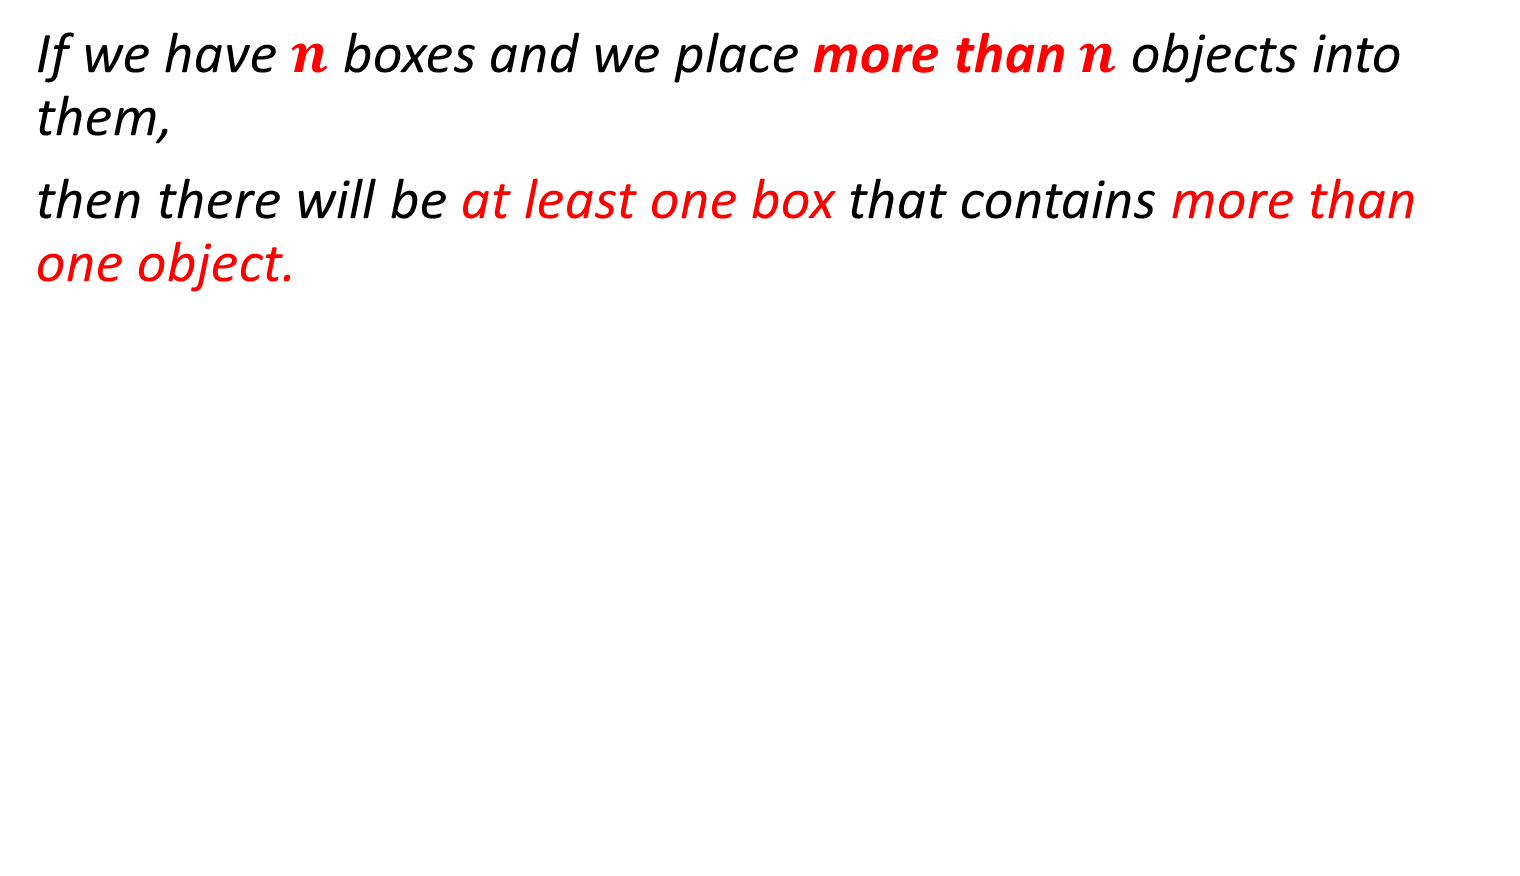 If we have n boxes and we place more than n objects into
them,
then there will be at least one box that contains more than
one object.